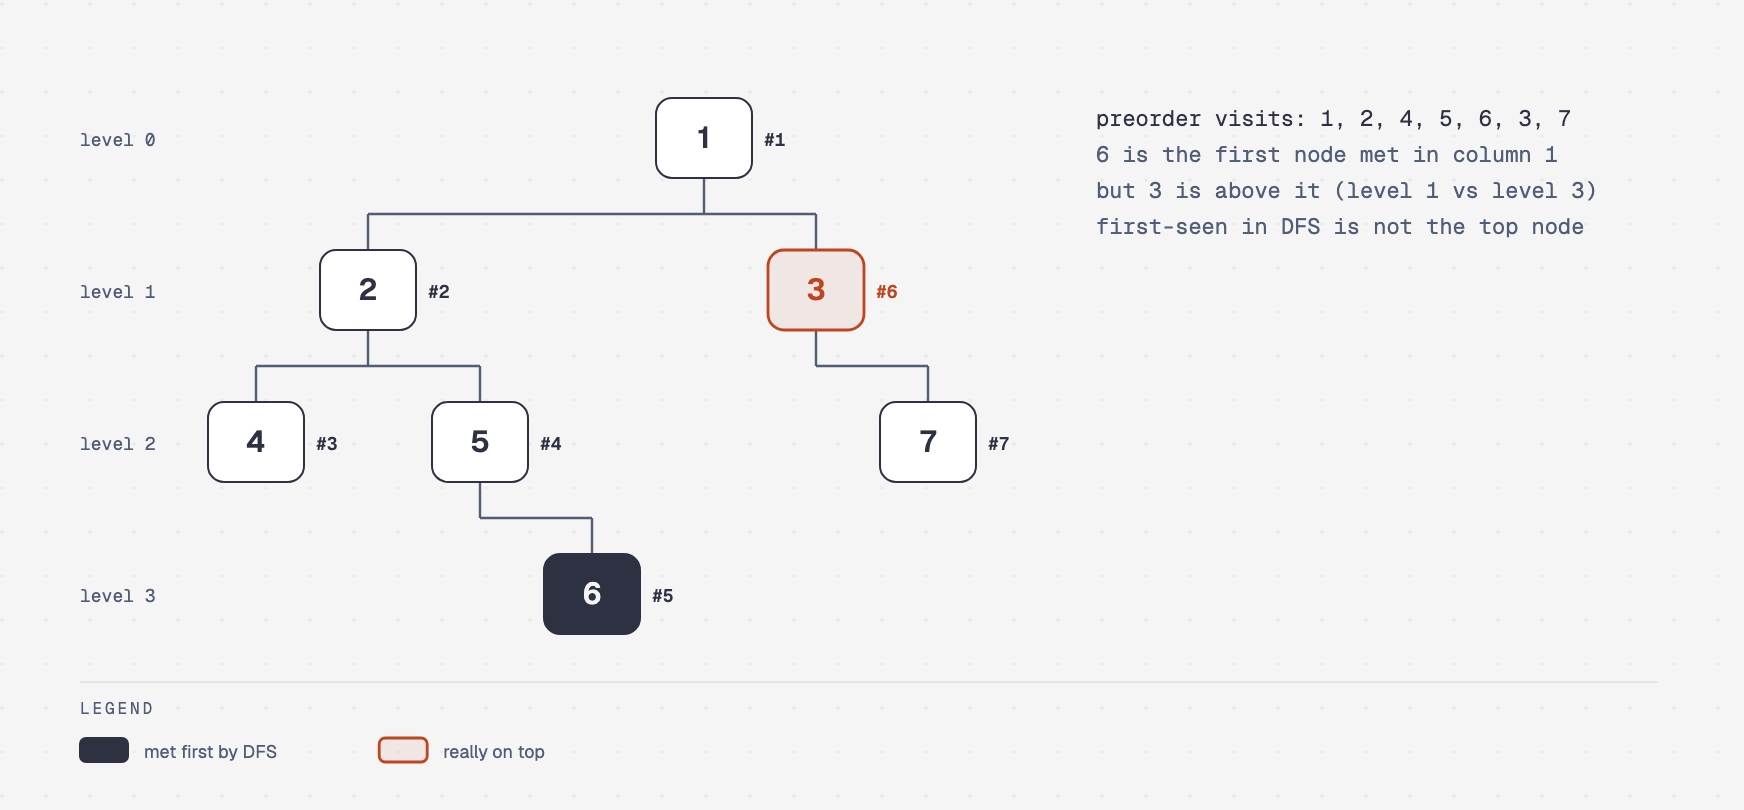 level 0
1
#1
preorder visits: 1, 2, 4, 5, 6, 3, 7
6 is the first node met in column 1
but 3 is above it (level 1 vs level 3)
first-seen in DFS is not the top node
level 1
2
#2
3
#6
level 2
4
#3
5
#4
7
#7
level 3
6
#5
LEGEND
met first by DFS
really on top